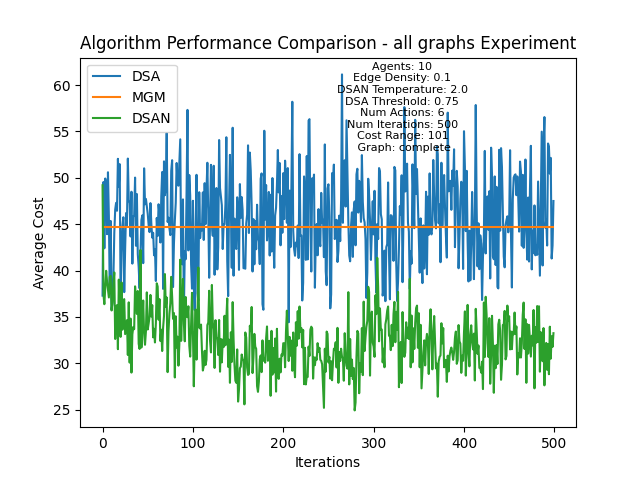 Algorithm Performance Comparison - all graphs Experiment
DSA
MGM
DSAN
Agents: 10
Edge Density: 0.1
DSAN Temperature: 2.0
DSA Threshold: 0.75
Num Actions: 6
Num Iterations: 500
Cost Range: 101
Graph: complete
Average Cost
60
55
50
45
40
35
30
25
0 100 200 300 400 500
Iterations